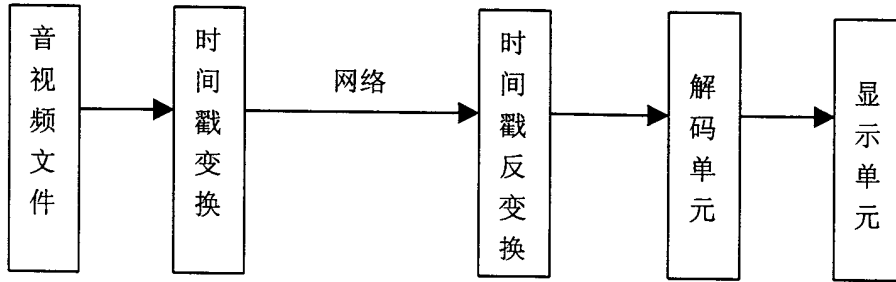 音视频文件
时间戳变换
网络
时间戳反变换
解码单元
显示单元